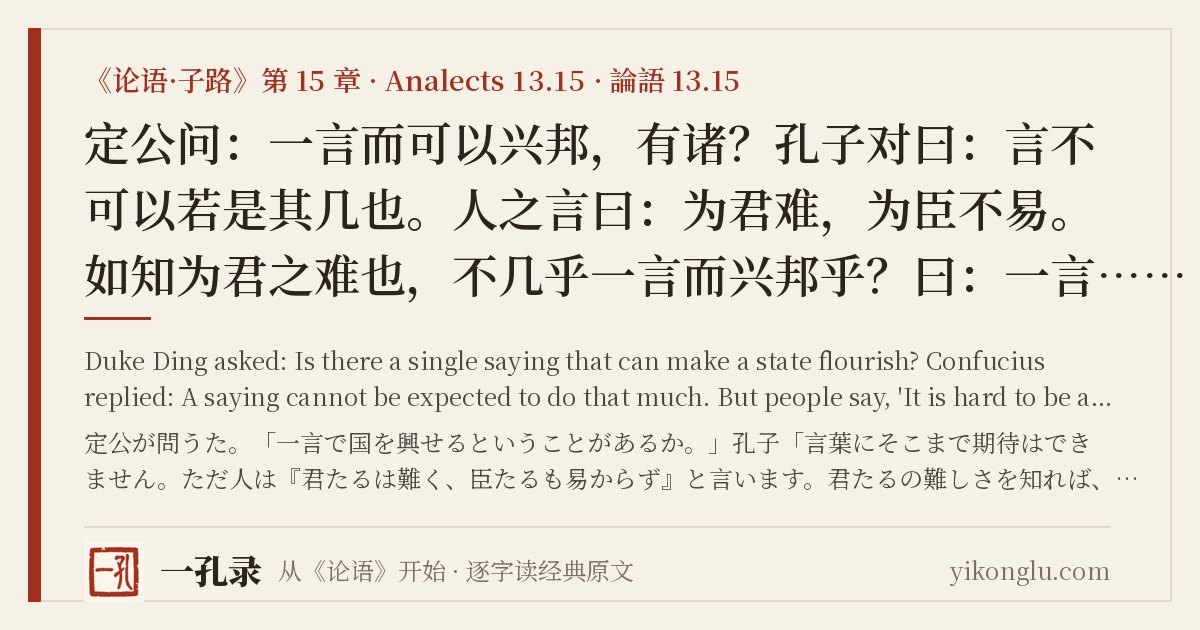 《论语·子路》第 15 章 · Analects 13.15 · 論語 13.15
定公问：一言而可以兴邦，有诸？孔子对曰：言不
可以若是其几也。人之言曰：为君难，为臣不易。
如知为君之难也，不几乎一言而兴邦乎？曰：一言……
Duke Ding asked: Is there a single saying that can make a state flourish? Confucius
replied: A saying cannot be expected to do that much. But people say, 'It is hard to be a...
定公が問うた。「一言で国を興せるということがあるか。」孔子「言葉にそこまで期待はでき
ません。ただ人は『君たるは難く、臣たるも易からず』と言います。君たるの難しさを知れば、…
一孔
一孔录 从《论语》开始 · 逐字读经典原文 yikonglu.com